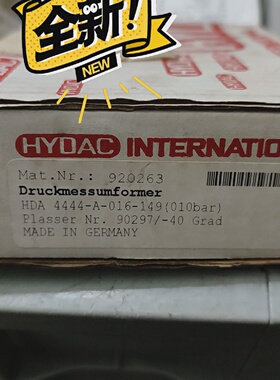 全新!
NEW
HYDAC INTERNATIO
Mat.Nr.: 920263
Druckmessumformer
HDA 4444-A-016-149(010bar)
Plasser Nr. 90297/-40 Grad
MADE IN GERMANY